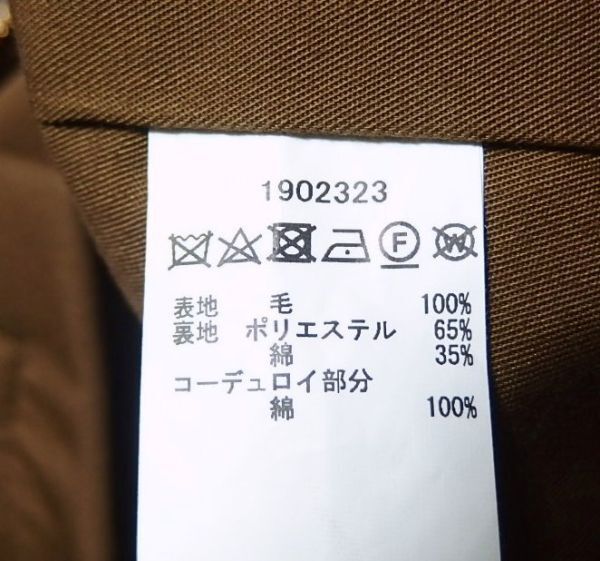 1902323
F W
表地 毛 100%
裏地 ポリエステル 65%
綿 35%
コーデュロイ部分
綿 100%